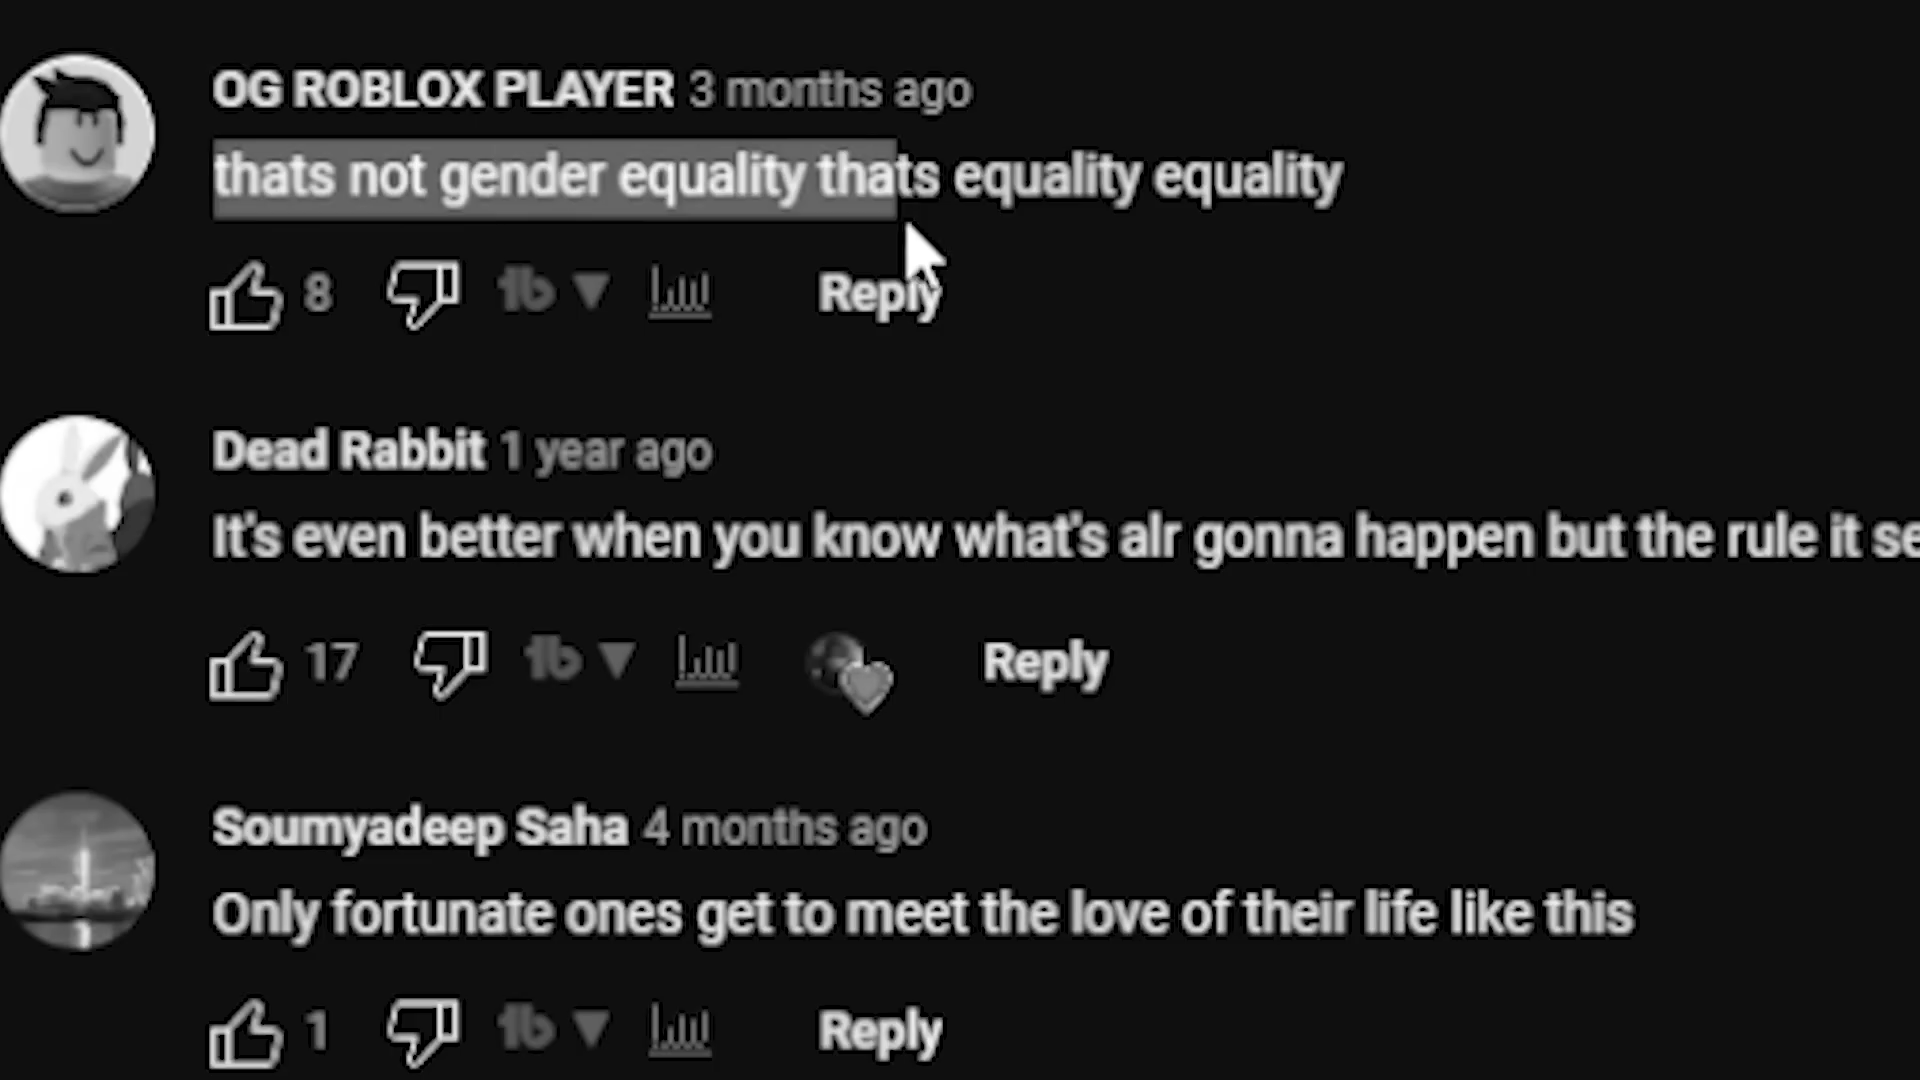 OG ROBLOX PLAYER 3 months ago
thats not gender equality thats equality equality
8 Reply
Dead Rabbit 1 year ago
It's even better when you know what's alr gonna happen but the rule it se
17 Reply
Soumyadeep Saha 4 months ago
Only fortunate ones get to meet the love of their life like this
1 Reply